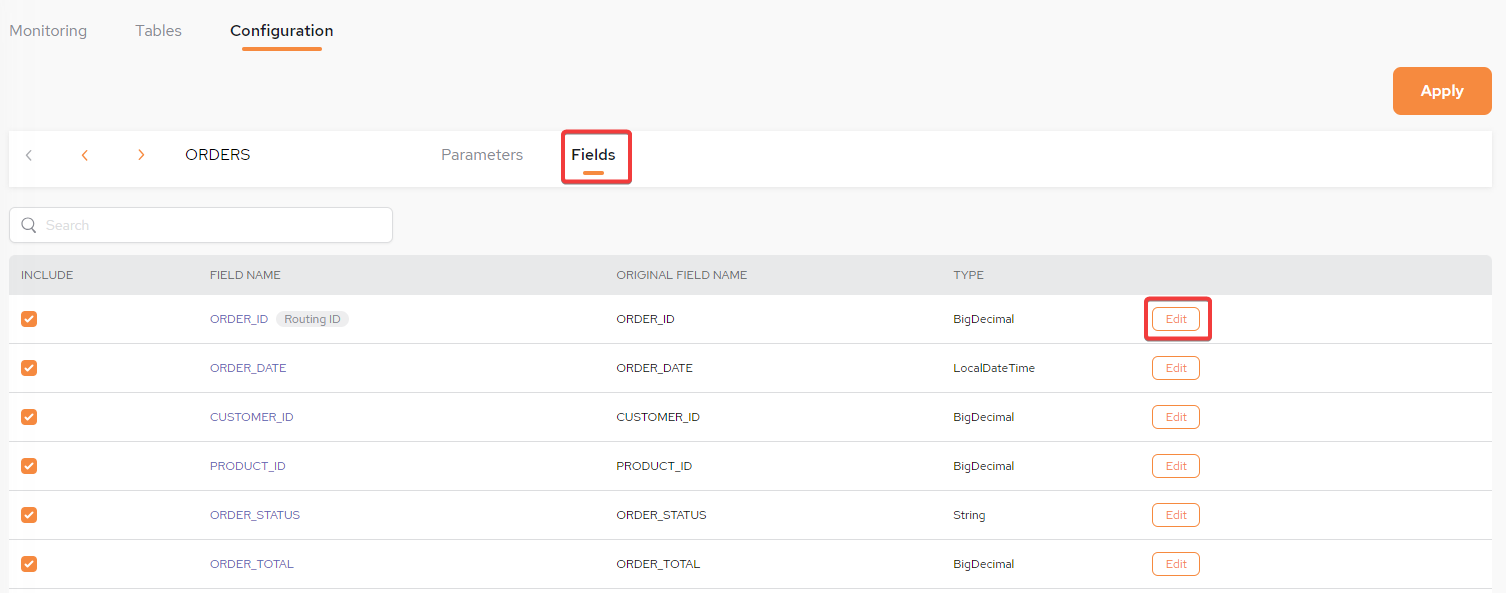 Monitoring Tables Configuration
Apply
ORDERS Parameters Fields
Search
INCLUDE FIELD NAME ORIGINAL FIELD NAME TYPE
ORDER_ID Routing ID ORDER_ID BigDecimal Edit
ORDER_DATE ORDER_DATE LocalDateTime Edit
CUSTOMER_ID CUSTOMER_ID BigDecimal Edit
PRODUCT_ID PRODUCT_ID BigDecimal Edit
ORDER_STATUS ORDER_STATUS String Edit
ORDER_TOTAL ORDER_TOTAL BigDecimal Edit